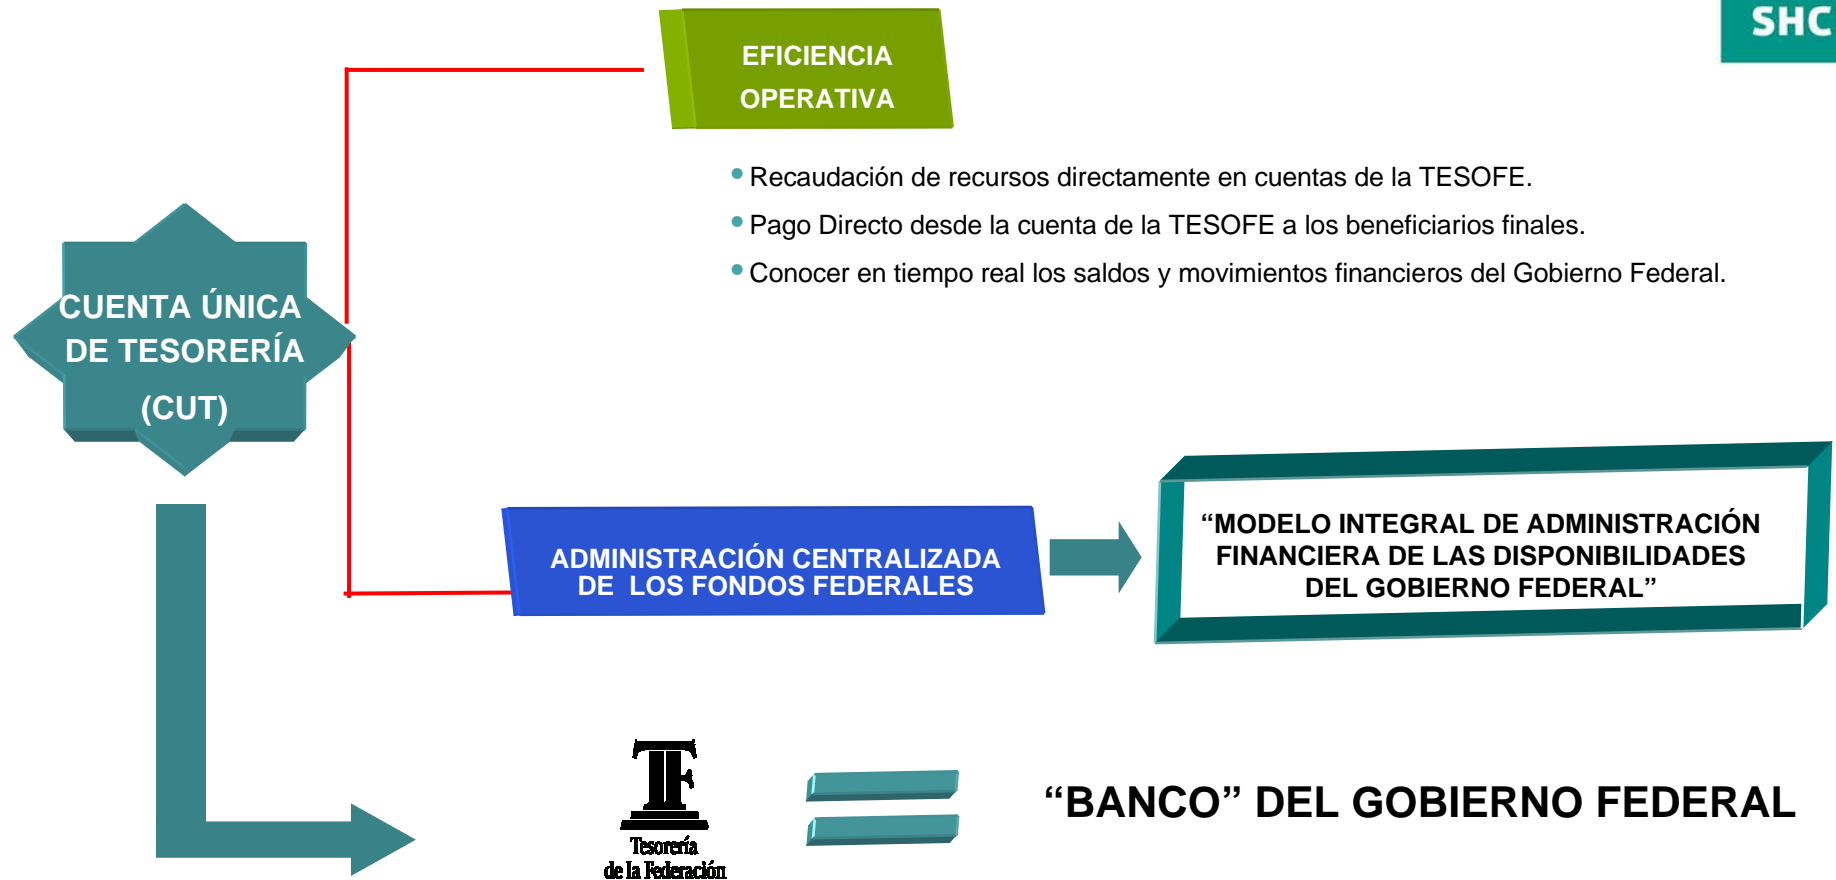 SHC
EFICIENCIA
OPERATIVA
• Recaudación de recursos directamente en cuentas de la TESOFE.
• Pago Directo desde la cuenta de la TESOFE a los beneficiarios finales.
• Conocer en tiempo real los saldos y movimientos financieros del Gobierno Federal.
CUENTA ÚNICA
DE TESORERÍA
(CUT)
ADMINISTRACIÓN CENTRALIZADA
DE LOS FONDOS FEDERALES
“MODELO INTEGRAL DE ADMINISTRACIÓN
FINANCIERA DE LAS DISPONIBILIDADES
DEL GOBIERNO FEDERAL”
TF
Tesorería
de la Federación
“BANCO” DEL GOBIERNO FEDERAL